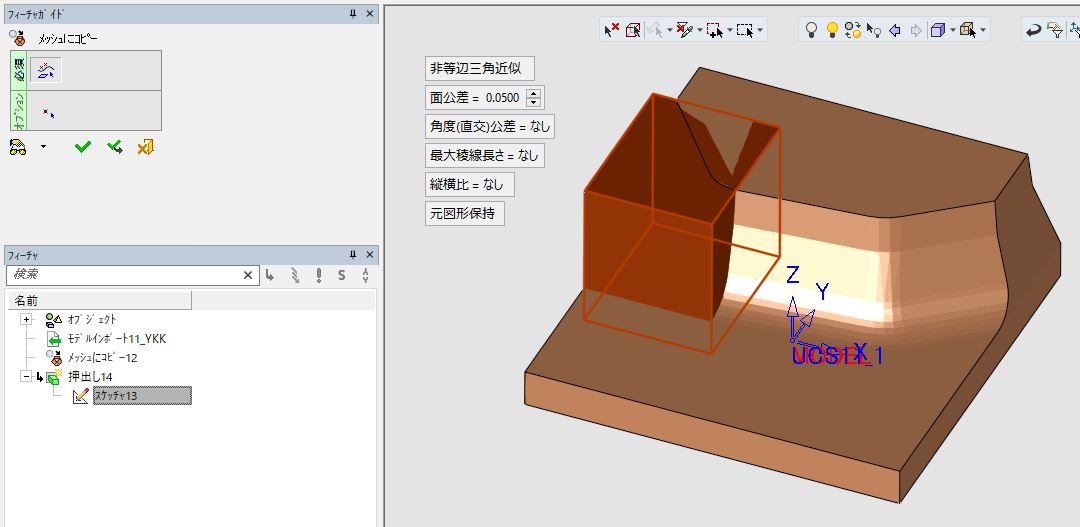 ﾌｨｰﾁｬｶﾞｲﾄﾞ
ﾒｯｼｭにｺﾋﾟｰ
必須
ｵﾌﾟｼｮﾝ
ﾌｨｰﾁｬ
検索
S
名前
ｵﾌﾞｼﾞｪｸﾄ
ﾓﾃﾞﾙｲﾝﾎﾟｰﾄ11_YKK
ﾒｯｼｭにｺﾋﾟｰ12
押出し14
ｽｹｯﾁｬ13
非等辺三角近似
面公差 = 0.0500
角度(直交)公差 = なし
最大稜線長さ = なし
縦横比 = なし
元図形保持
Z
Y
X